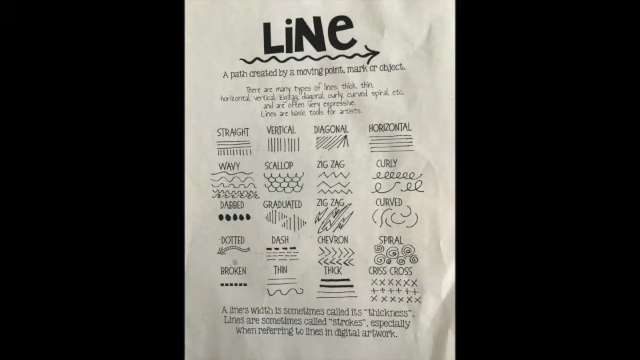 LiNe
A path created by a moving point, mark or object.
There are many types of lines: thick, thin,
horizontal, vertical, zigzag, diagonal, curly, curved, spiral, etc.
and are often very expressive.
Lines are basic tools for artists.
STRAIGHT VERTICAL DIAGONAL HORIZONTAL
WAVY SCALLOP ZIG ZAG CURLY
DABBED GRADUATED ZIG ZAG CURVED
DOTTED DASH CHEVRON SPIRAL
BROKEN THIN THICK CRISS CROSS
A line's width is sometimes called its "thickness".
Lines are sometimes called "strokes", especially
when referring to lines in digital artwork.